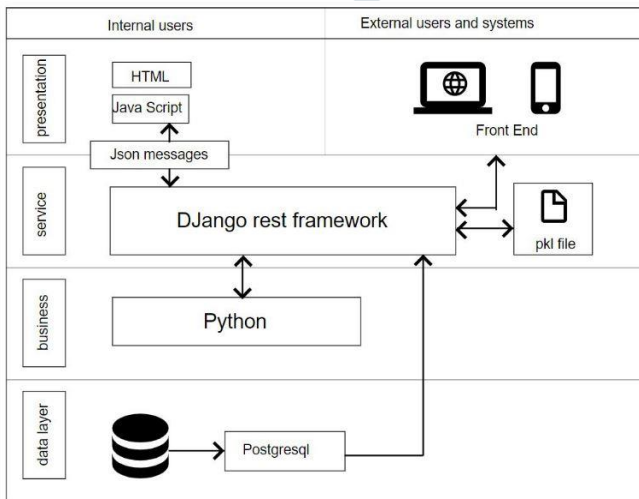 Internal users
External users and systems
presentation
HTML
Java Script
Front End
Json messages
service
DJango rest framework
pkl file
business
Python
data layer
Postgresql